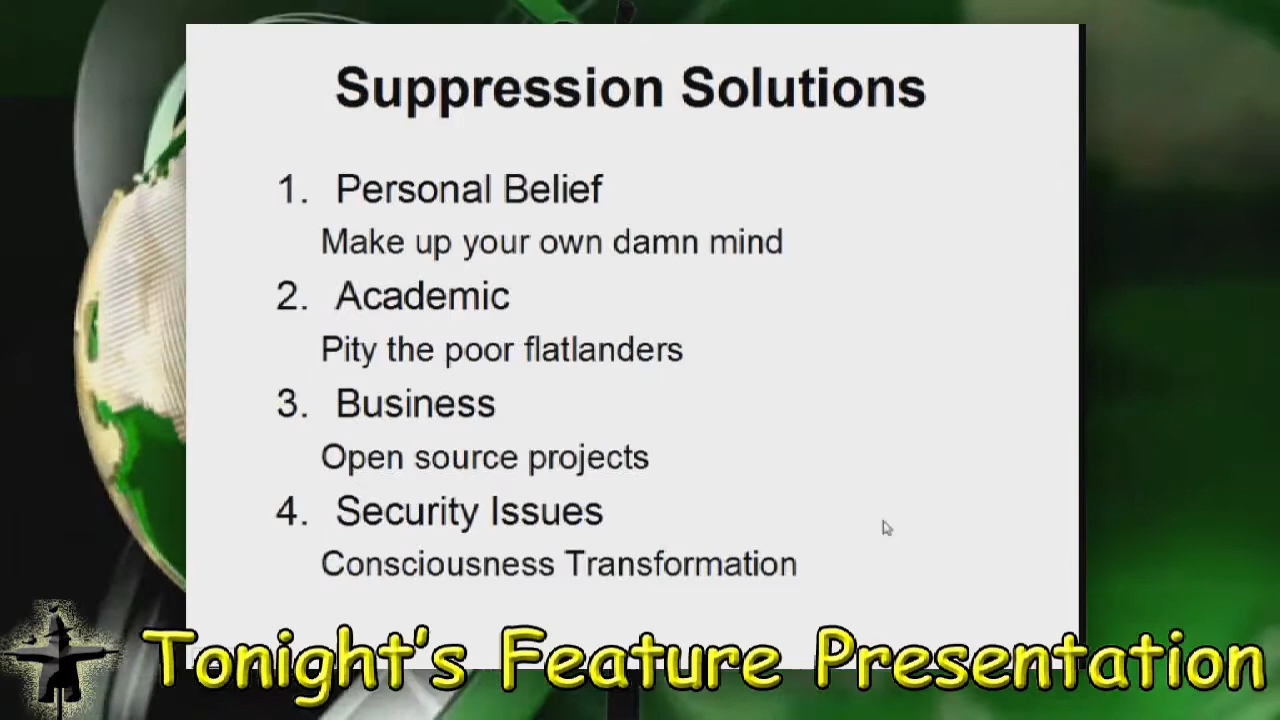 Suppression Solutions
1. Personal Belief
Make up your own damn mind
2. Academic
Pity the poor flatlanders
3. Business
Open source projects
4. Security Issues
Consciousness Transformation
Tonight's Feature Presentation